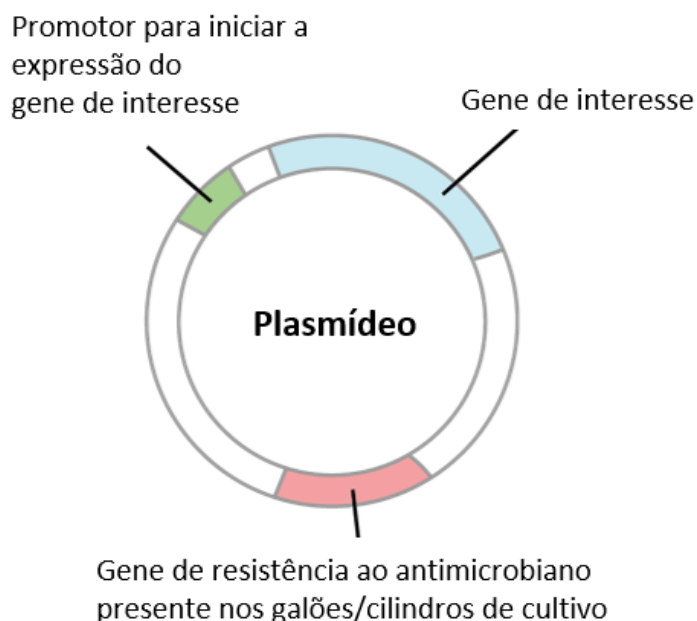 Promotor para iniciar a
expressão do
gene de interesse
Gene de interesse
Plasmídeo
Gene de resistência ao antimicrobiano
presente nos galões/cilindros de cultivo